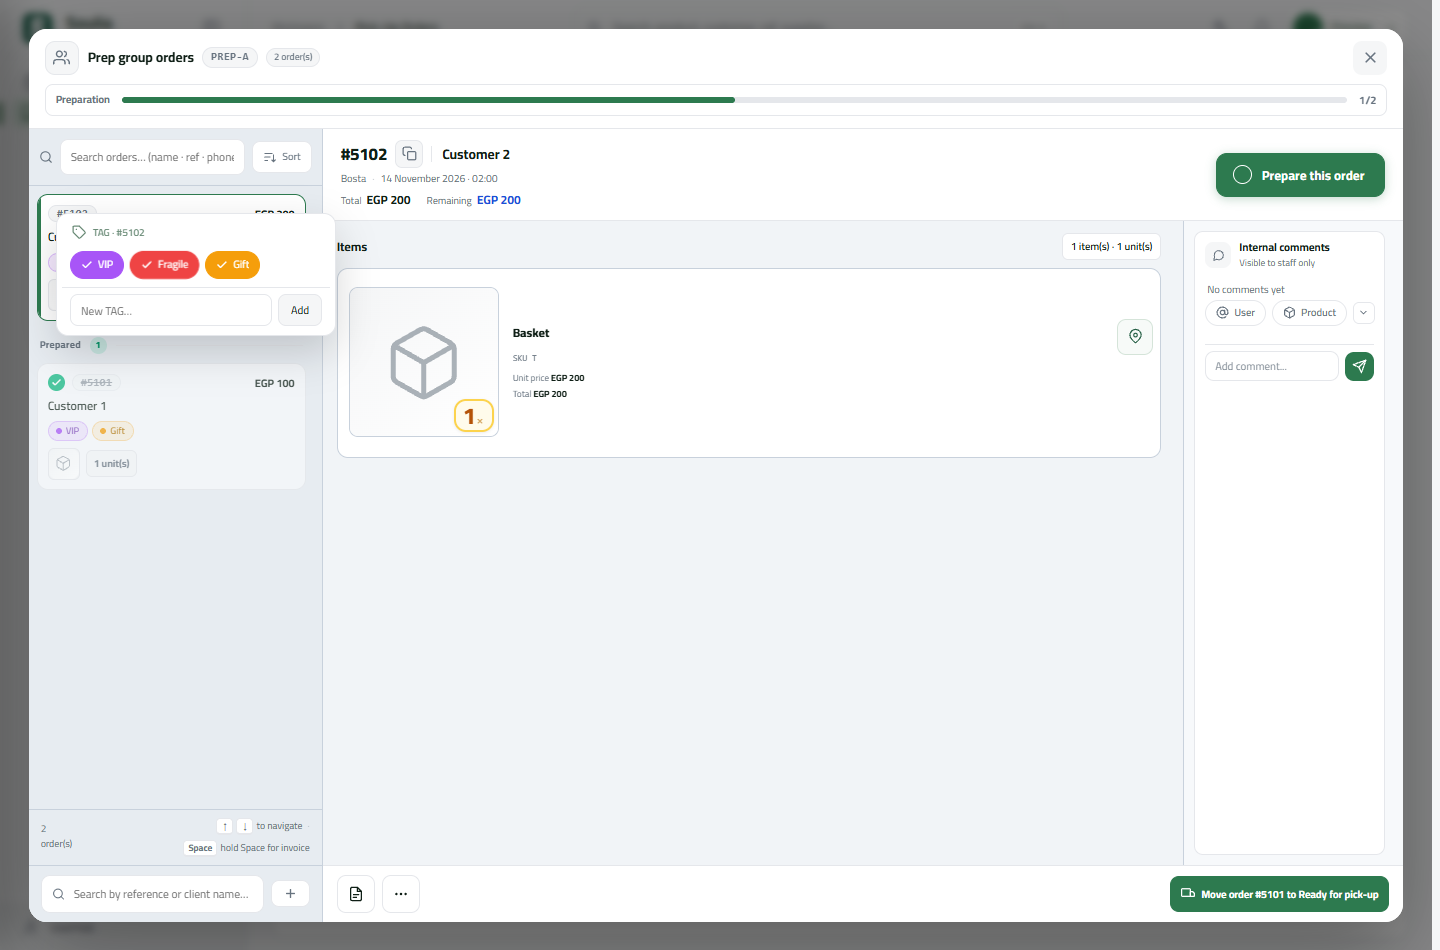 Prep group orders PREP-A 2 order(s)
Preparation 1/2
Search orders... (name · ref · phone
Sort
#5102 EGP 200
TAG · #5102
VIP Fragile Gift
New TAG... Add
Prepared 1
#5101 EGP 100
Customer 1
VIP Gift
1 unit(s)
2
order(s)
↑ ↓ to navigate ·
Space hold Space for invoice
Search by reference or client name...
+
#5102 Customer 2
Bosta · 14 November 2026 · 02:00
Total EGP 200 Remaining EGP 200
Prepare this order
Items 1 item(s) · 1 unit(s)
1×
Basket
SKU T
Unit price EGP 200
Total EGP 200
Internal comments
Visible to staff only
No comments yet
User Product
Add comment...
Move order #5101 to Ready for pick-up